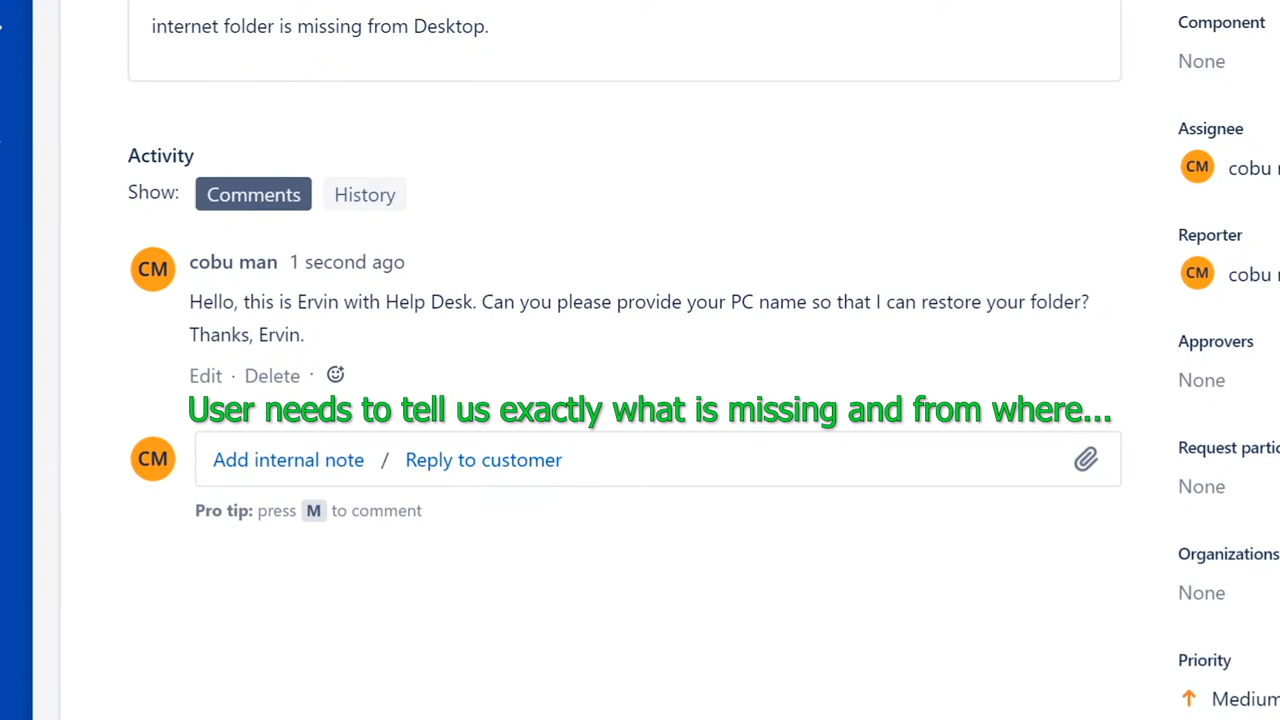 internet folder is missing from Desktop.
Activity
Show: Comments History
CM cobu man 1 second ago
Hello, this is Ervin with Help Desk. Can you please provide your PC name so that I can restore your folder?
Thanks, Ervin.
Edit · Delete ·
User needs to tell us exactly what is missing and from where...
CM Add internal note / Reply to customer
Pro tip: press M to comment
Component
None
Assignee
CM cobu
Reporter
CM cobu
Approvers
None
Request
None
Organizations
None
Priority
Medium